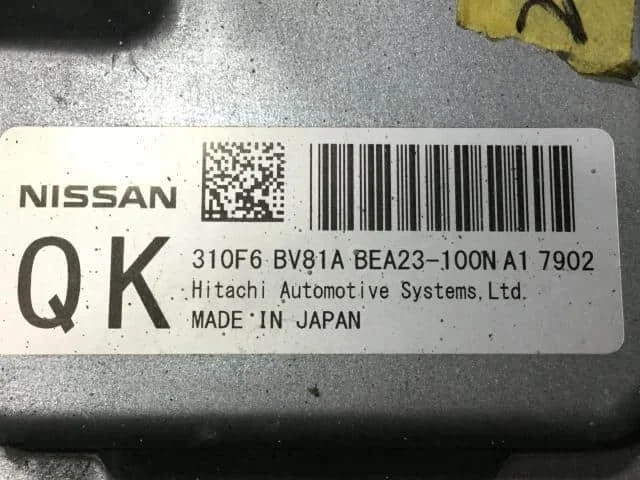 NISSAN
QK
310F6 BV81A BEA23-100N A1 7902
Hitachi Automotive Systems,Ltd.
MADE IN JAPAN